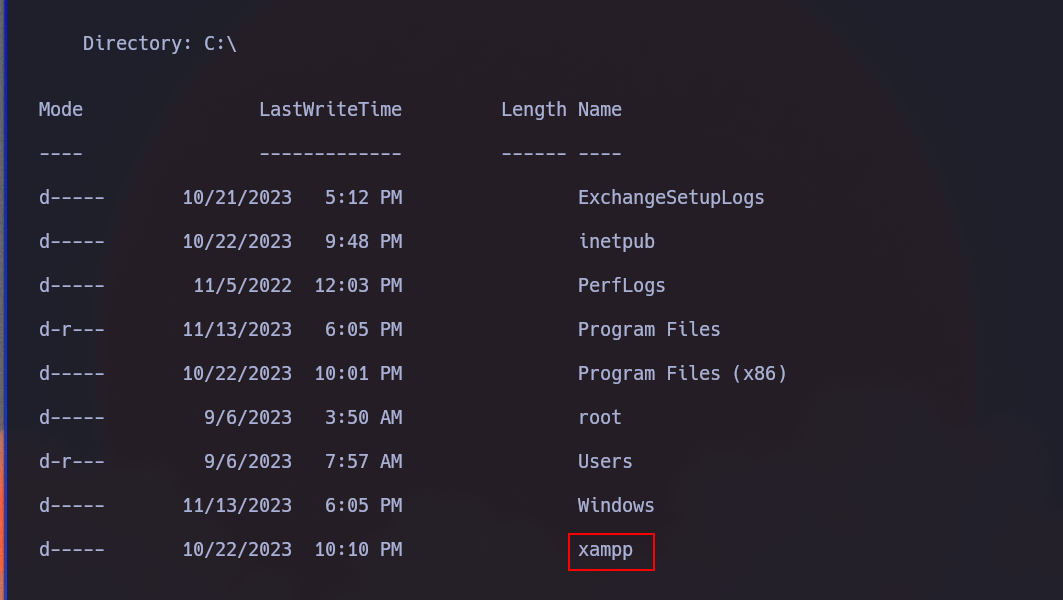 Directory: C:\
Mode LastWriteTime Length Name
---- ------------- ------ ----
d----- 10/21/2023 5:12 PM ExchangeSetupLogs
d----- 10/22/2023 9:48 PM inetpub
d----- 11/5/2022 12:03 PM PerfLogs
d-r--- 11/13/2023 6:05 PM Program Files
d----- 10/22/2023 10:01 PM Program Files (x86)
d----- 9/6/2023 3:50 AM root
d-r--- 9/6/2023 7:57 AM Users
d----- 11/13/2023 6:05 PM Windows
d----- 10/22/2023 10:10 PM xampp